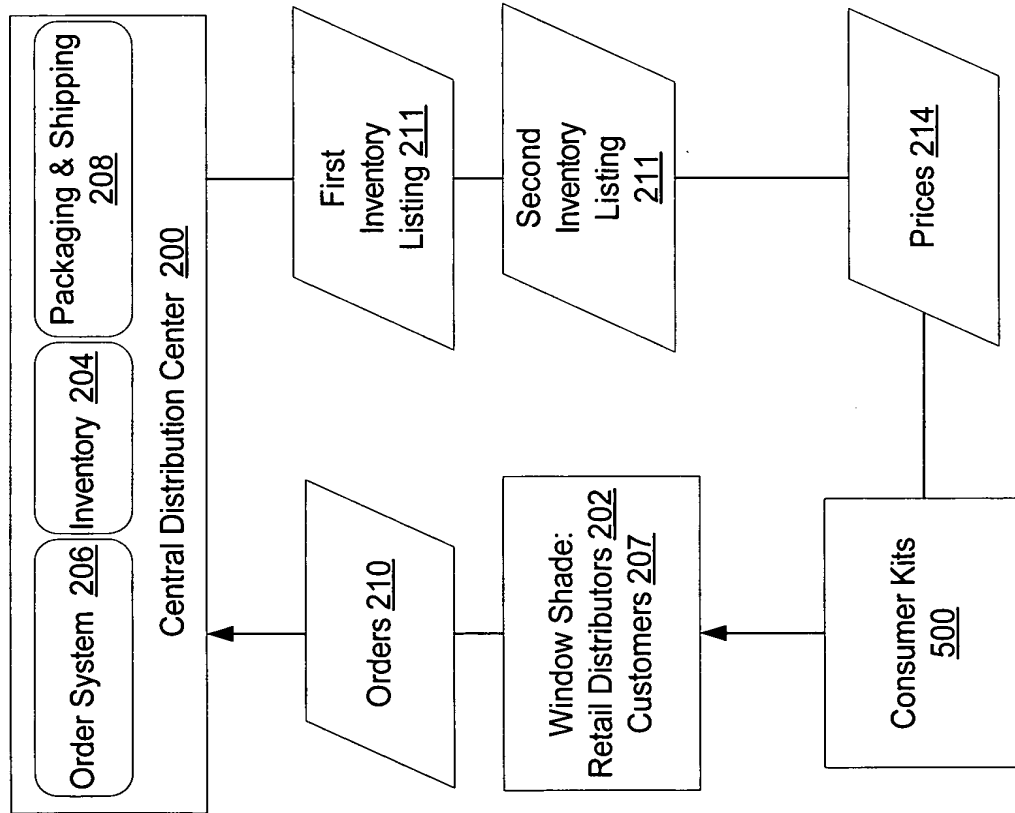 Order System 206
Inventory 204
Packaging & Shipping
208
Central Distribution Center 200
Orders 210
First
Inventory
Listing 211
Window Shade:
Retail Distributors 202
Customers 207
Second
Inventory
Listing
211
Consumer Kits
500
Prices 214